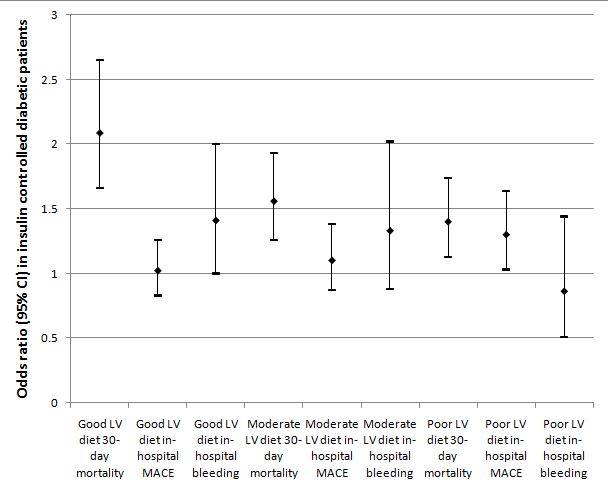 Odds ratio (95% CI) in insulin controlled diabetic patients
3
2.5
2
1.5
1
0.5
0
Good LV
diet 30-
day
mortality
Good LV
diet in-
hospital
MACE
Good LV
diet in-
hospital
bleeding
Moderate
LV diet 30-
day
mortality
Moderate
LV diet in-
hospital
MACE
Moderate
LV diet in-
hospital
bleeding
Poor LV
diet 30-
day
mortality
Poor LV
diet in-
hospital
MACE
Poor LV
diet in-
hospital
bleeding